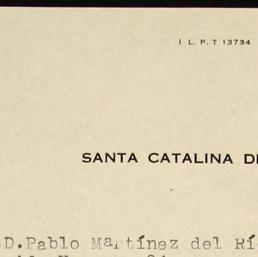 I L. P. T 13734
SANTA CATALINA DE
D.Pablo Martínez del Rí